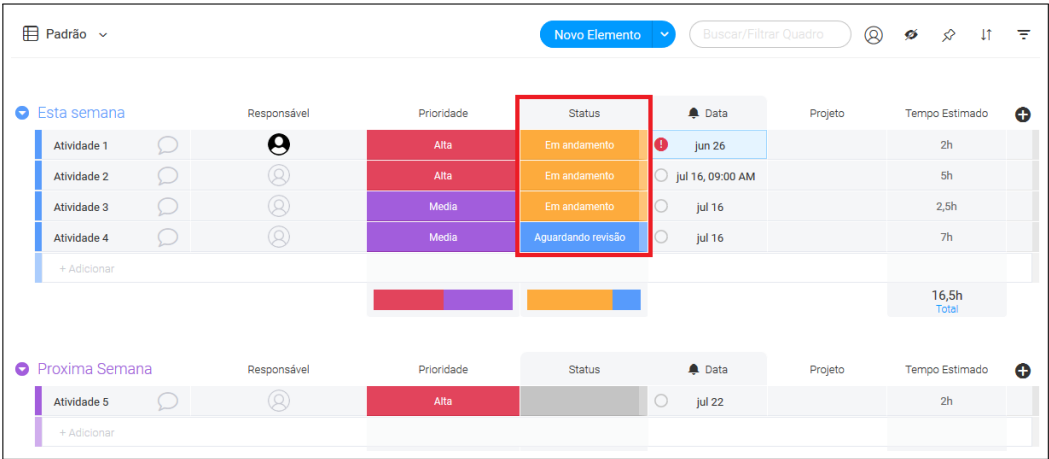 Padrão Novo Elemento Buscar/Filtrar Quadro
Esta semana Responsável Prioridade Status Data Projeto Tempo Estimado
Atividade 1 Alta Em andamento jun 26 2h
Atividade 2 Alta Em andamento jul 16, 09:00 AM 5h
Atividade 3 Media Em andamento jul 16 2,5h
Atividade 4 Media Aguardando revisão jul 16 7h
+ Adicionar
16,5h
Total
Proxima Semana Responsável Prioridade Status Data Projeto Tempo Estimado
Atividade 5 Alta jul 22 2h
+ Adicionar